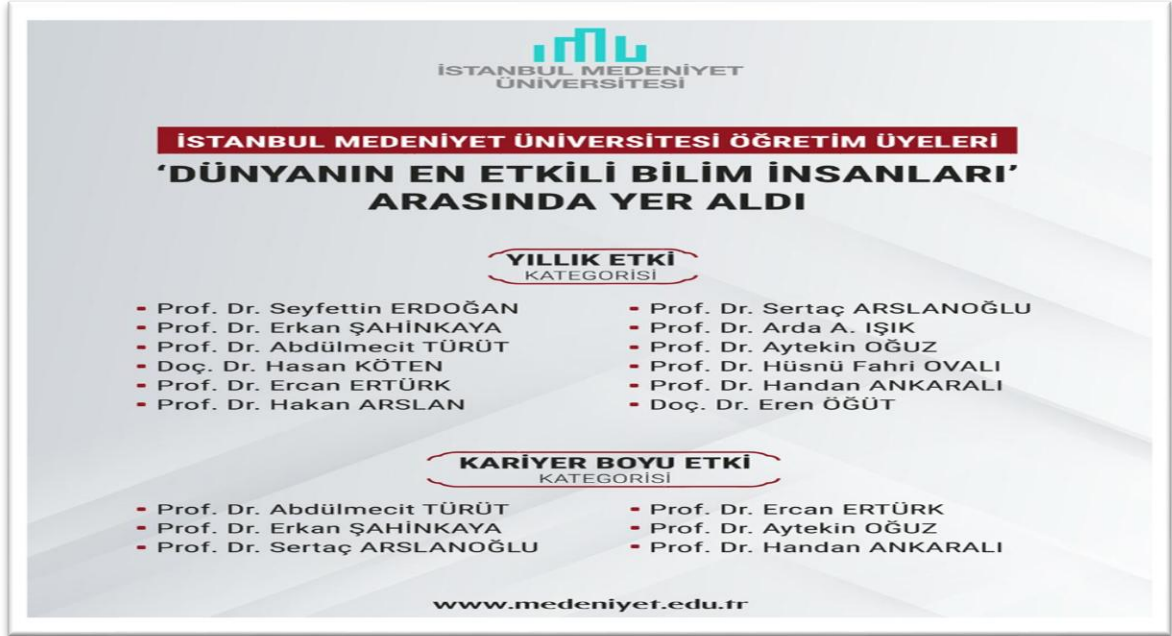 İSTANBUL MEDENİYET
ÜNİVERSİTESİ
İSTANBUL MEDENİYET ÜNİVERSİTESİ ÖĞRETİM ÜYELERİ
‘DÜNYANIN EN ETKİLİ BİLİM İNSANLARI’
ARASINDA YER ALDI
YILLIK ETKİ
KATEGORİSİ
• Prof. Dr. Seyfettin ERDOĞAN
• Prof. Dr. Erkan ŞAHİNKAYA
• Prof. Dr. Abdülmecit TÜRÜT
• Doç. Dr. Hasan KÖTEN
• Prof. Dr. Ercan ERTÜRK
• Prof. Dr. Hakan ARSLAN
• Prof. Dr. Sertaç ARSLANOĞLU
• Prof. Dr. Arda A. IŞIK
• Prof. Dr. Aytekin OĞUZ
• Prof. Dr. Hüsnü Fahri OVALI
• Prof. Dr. Handan ANKARALI
• Doç. Dr. Eren ÖĞÜT
KARİYER BOYU ETKİ
KATEGORİSİ
• Prof. Dr. Abdülmecit TÜRÜT
• Prof. Dr. Erkan ŞAHİNKAYA
• Prof. Dr. Sertaç ARSLANOĞLU
• Prof. Dr. Ercan ERTÜRK
• Prof. Dr. Aytekin OĞUZ
• Prof. Dr. Handan ANKARALI
www.medeniyet.edu.tr